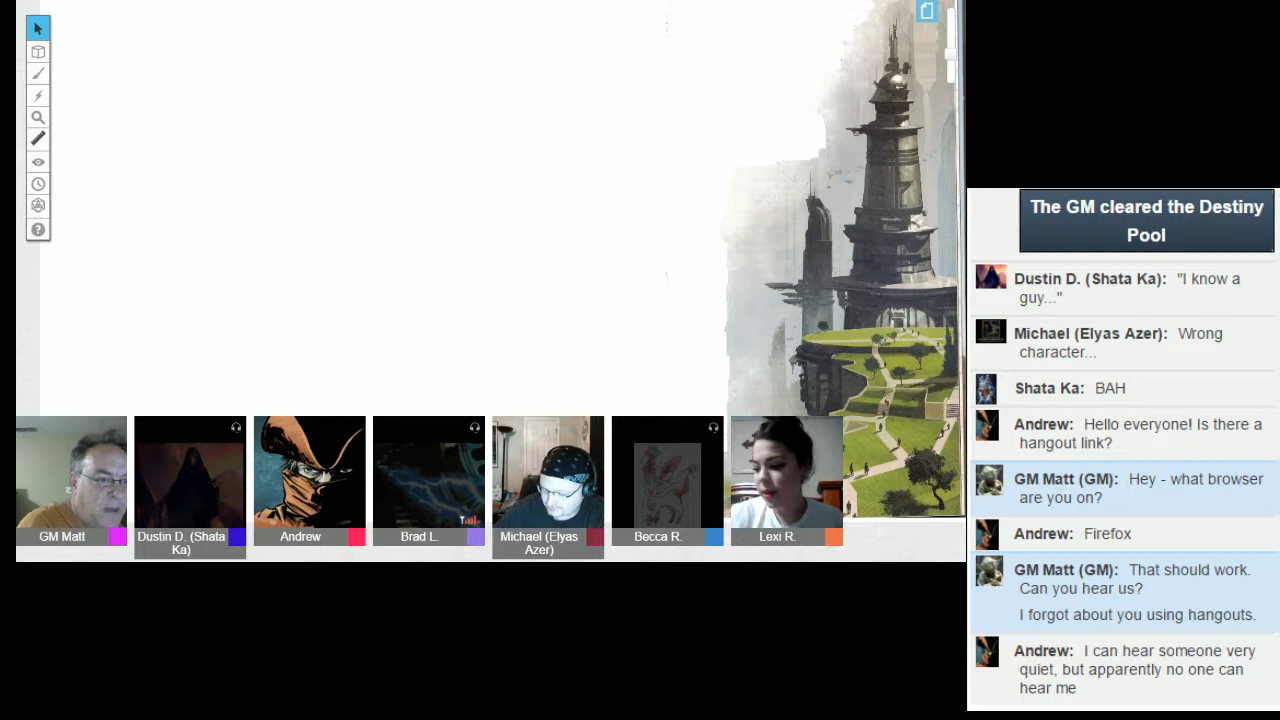 The GM cleared the Destiny
Pool
Dustin D. (Shata Ka): "I know a
guy..."
Michael (Elyas Azer): Wrong
character...
Shata Ka: BAH
Andrew: Hello everyone! Is there a
hangout link?
GM Matt (GM): Hey - what browser
are you on?
Andrew: Firefox
GM Matt (GM): That should work.
Can you hear us?
I forgot about you using hangouts.
Andrew: I can hear someone very
quiet, but apparently no one can
hear me
GM Matt
Dustin D. (Shata
Ka)
Andrew
Brad L.
Michael (Elyas
Azer)
Becca R.
Lexi R.